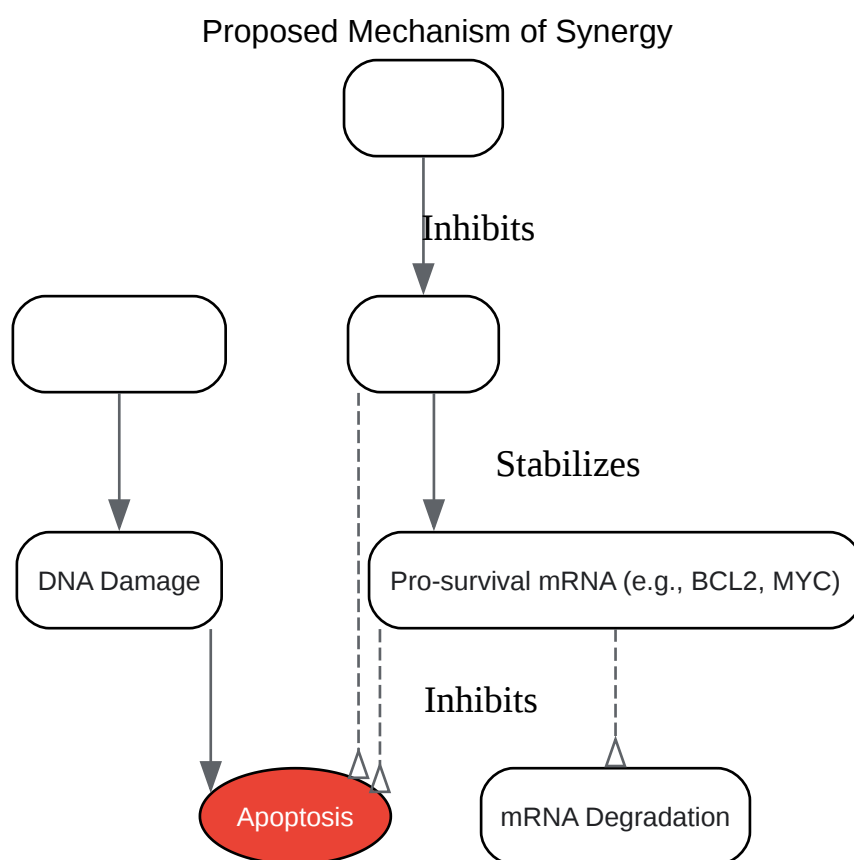 Proposed Mechanism of Synergy
Inhibits
Stabilizes
DNA Damage
Pro-survival mRNA (e.g., BCL2, MYC)
Inhibits
Apoptosis
mRNA Degradation